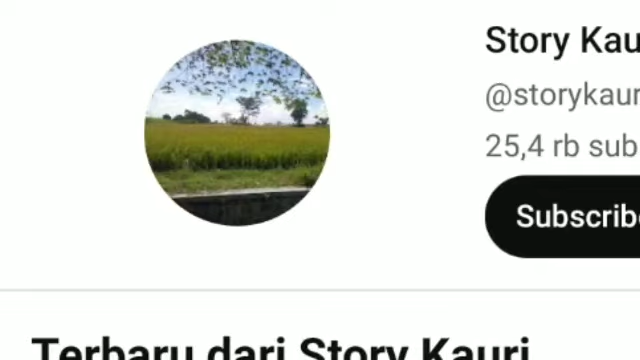 Story Kau
@storykaur
25,4 rb sub
Subscribe
Terbaru dari Story Kauri